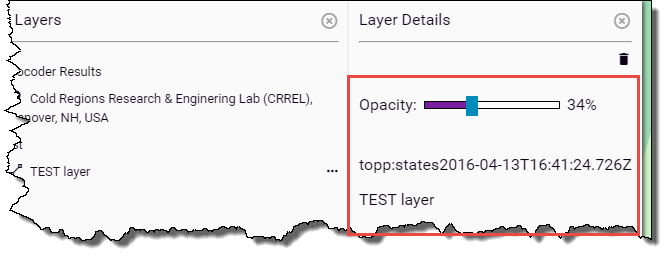 Layers
Layer Details
ocoder Results
Cold Regions Research & Enginering Lab (CRREL),
anover, NH, USA
TEST layer
...
Opacity: 34%
topp:states2016-04-13T16:41:24.726Z
TEST layer